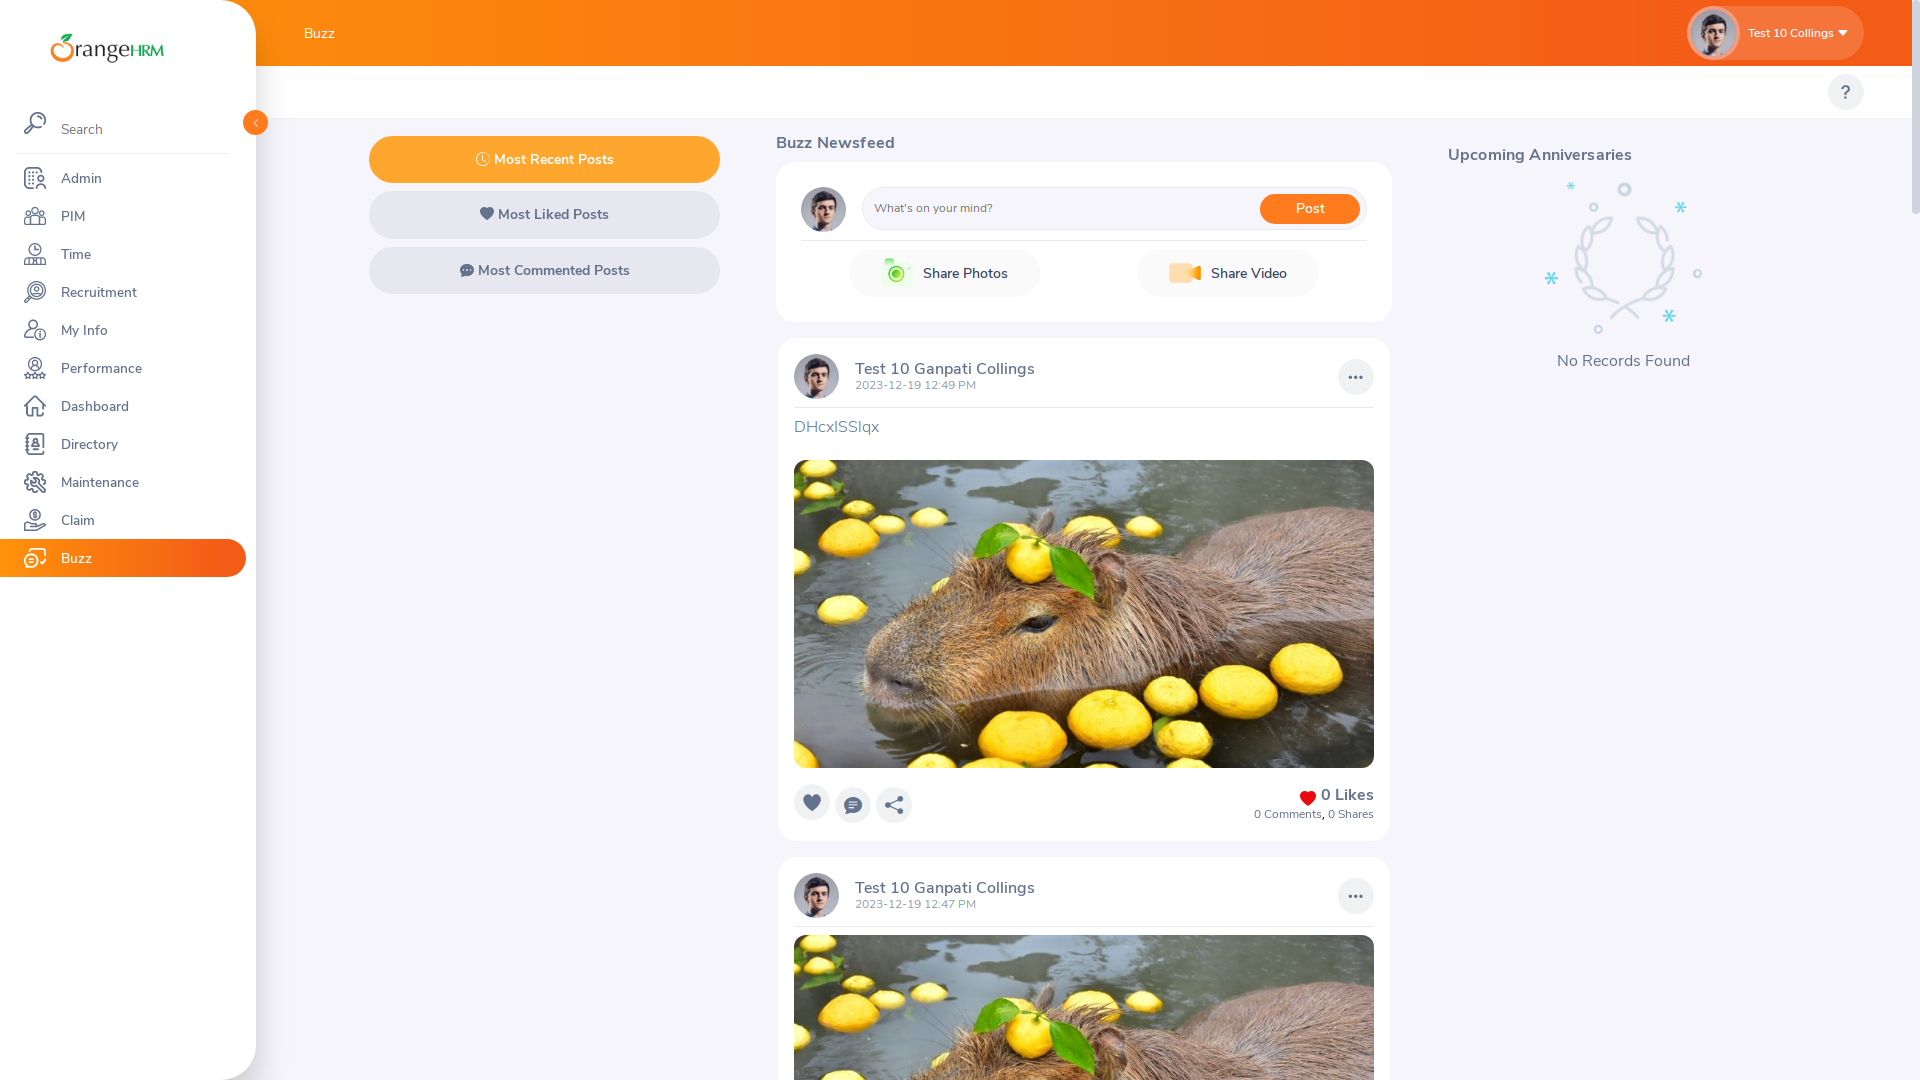 OrangeHRM
Search
Admin
PIM
Time
Recruitment
My Info
Performance
Dashboard
Directory
Maintenance
Claim
Buzz
Buzz
Test 10 Collings
?
Most Recent Posts
Most Liked Posts
Most Commented Posts
Buzz Newsfeed
What's on your mind?
Post
Share Photos
Share Video
Test 10 Ganpati Collings
2023-12-19 12:49 PM
DHcxISSlqx
0 Likes
0 Comments, 0 Shares
Test 10 Ganpati Collings
2023-12-19 12:47 PM
Upcoming Anniversaries
No Records Found